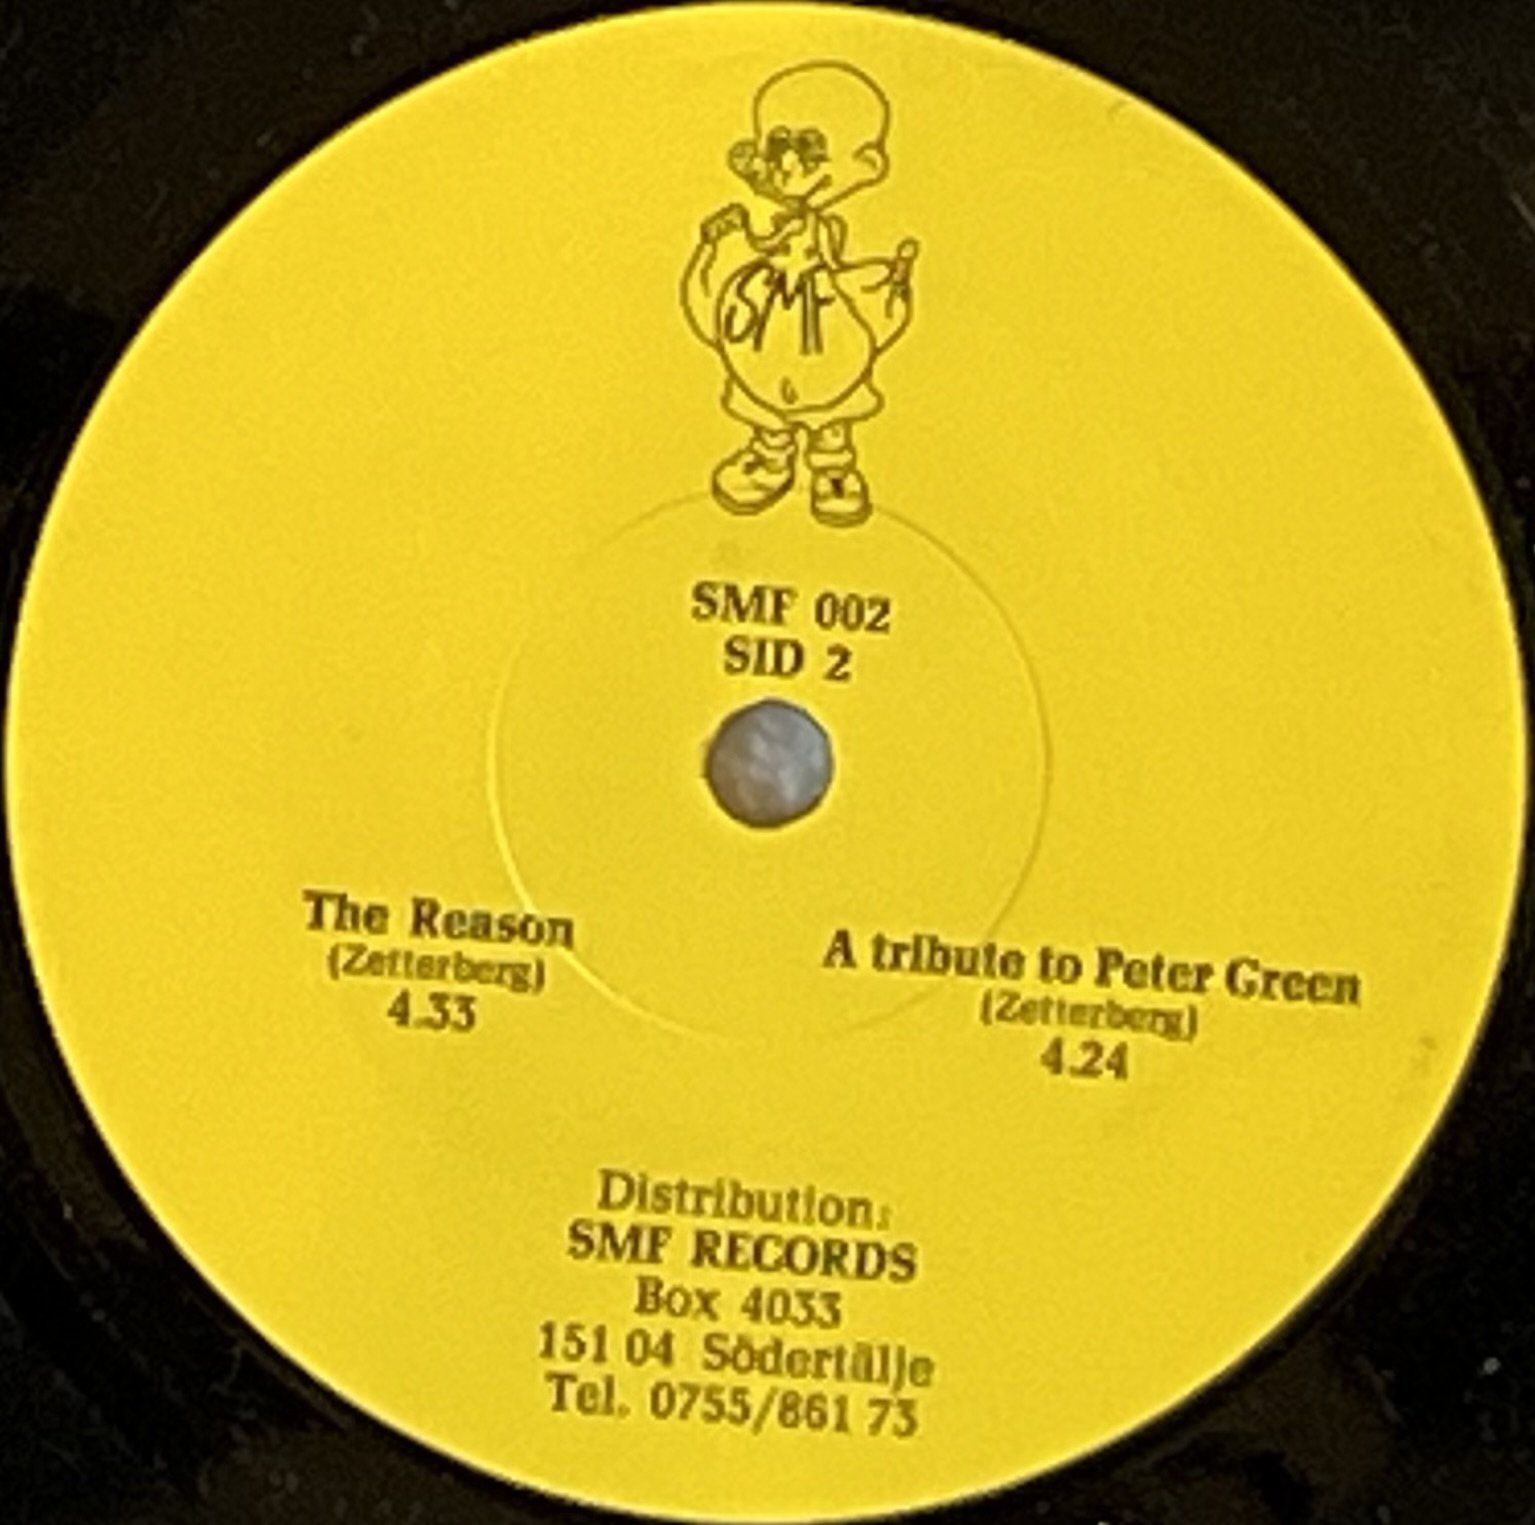 SMF
SMF 002
SID 2
The Reason
(Zetterberg)
4.33
A tribute to Peter Green
(Zetterberg)
4.24
Distribution:
SMF RECORDS
Box 4033
151 04 Södertälje
Tel. 0755/861 73